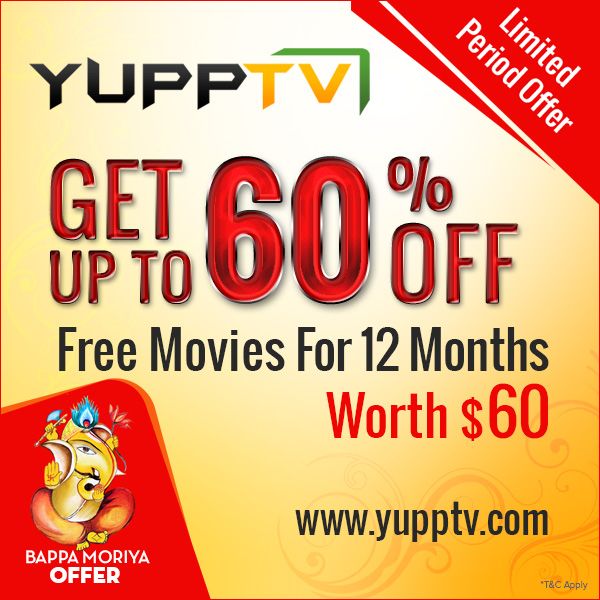 YUPPTV
Limited
Period Offer
GET
UP TO
60
%
OFF
Free Movies For 12 Months
Worth $60
www.yupptv.com
BAPPA MORIYA
OFFER
*T&C Apply